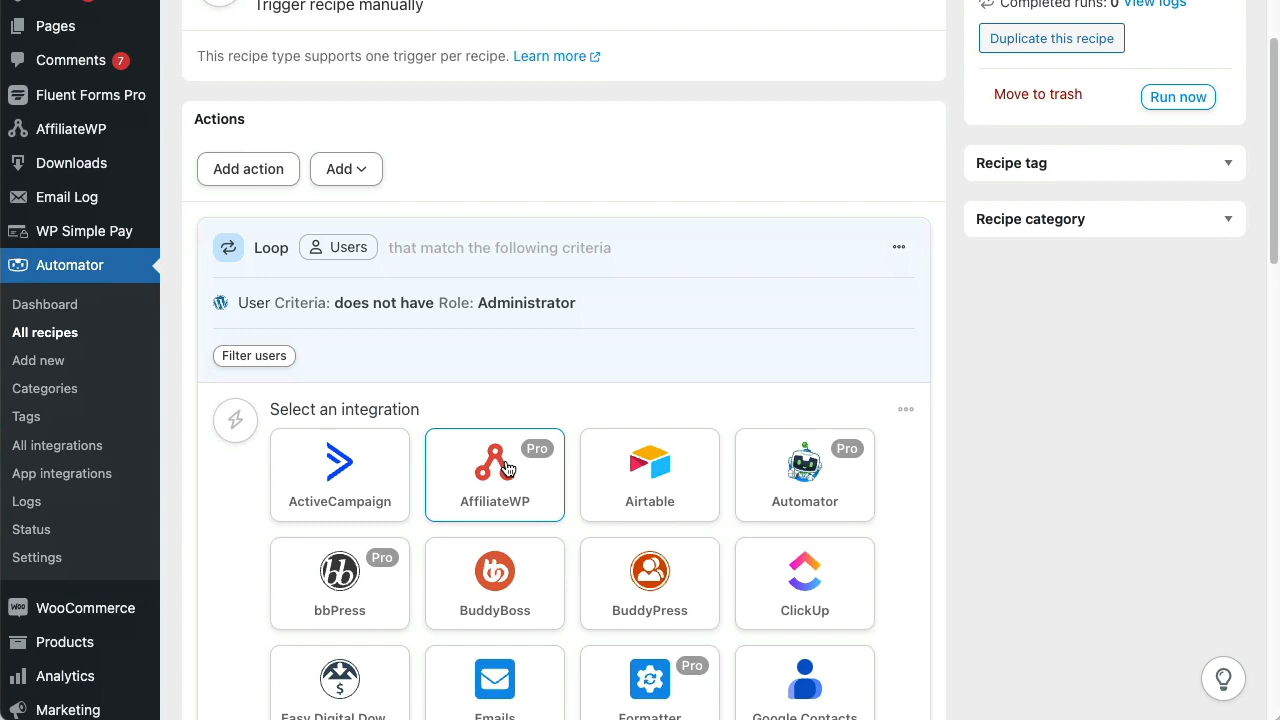 Pages
Comments 7
Fluent Forms Pro
AffiliateWP
Downloads
Email Log
WP Simple Pay
Automator
Dashboard
All recipes
Add new
Categories
Tags
All integrations
App integrations
Logs
Status
Settings
WooCommerce
Products
Analytics
Marketing
Trigger recipe manually
This recipe type supports one trigger per recipe. Learn more
Actions
Add action
Add
Loop Users that match the following criteria
User Criteria: does not have Role: Administrator
Filter users
Select an integration
ActiveCampaign
Pro
AffiliateWP
Airtable
Pro
Automator
Pro
bbPress
BuddyBoss
BuddyPress
ClickUp
Easy Digital Dow...
Emails
Pro
Formatter
Google Contacts
Completed runs: 0 View logs
Duplicate this recipe
Move to trash
Run now
Recipe tag
Recipe category